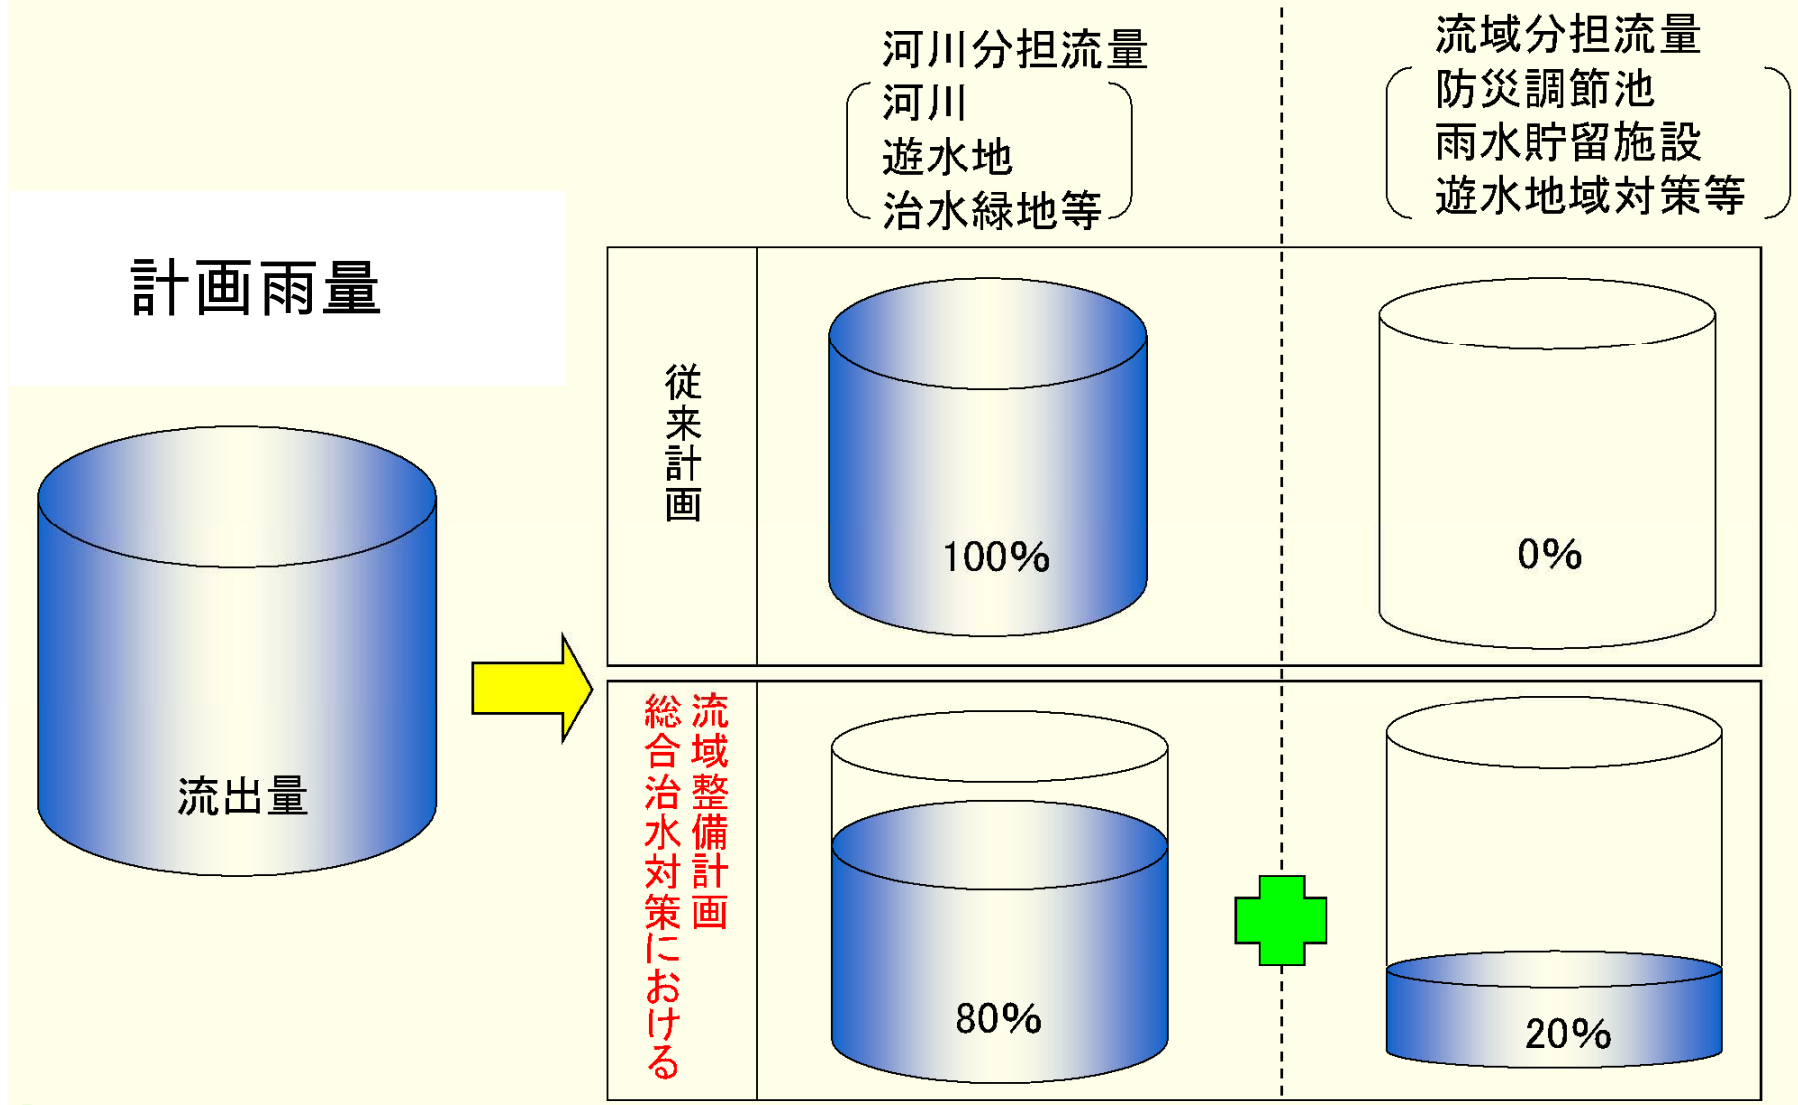 河川分担流量
河川
遊水地
治水緑地等
流域分担流量
防災調節池
雨水貯留施設
遊水地域対策等
計画雨量
流出量
従来計画
100%
0%
流域整備計画
総合治水対策における
80%
20%